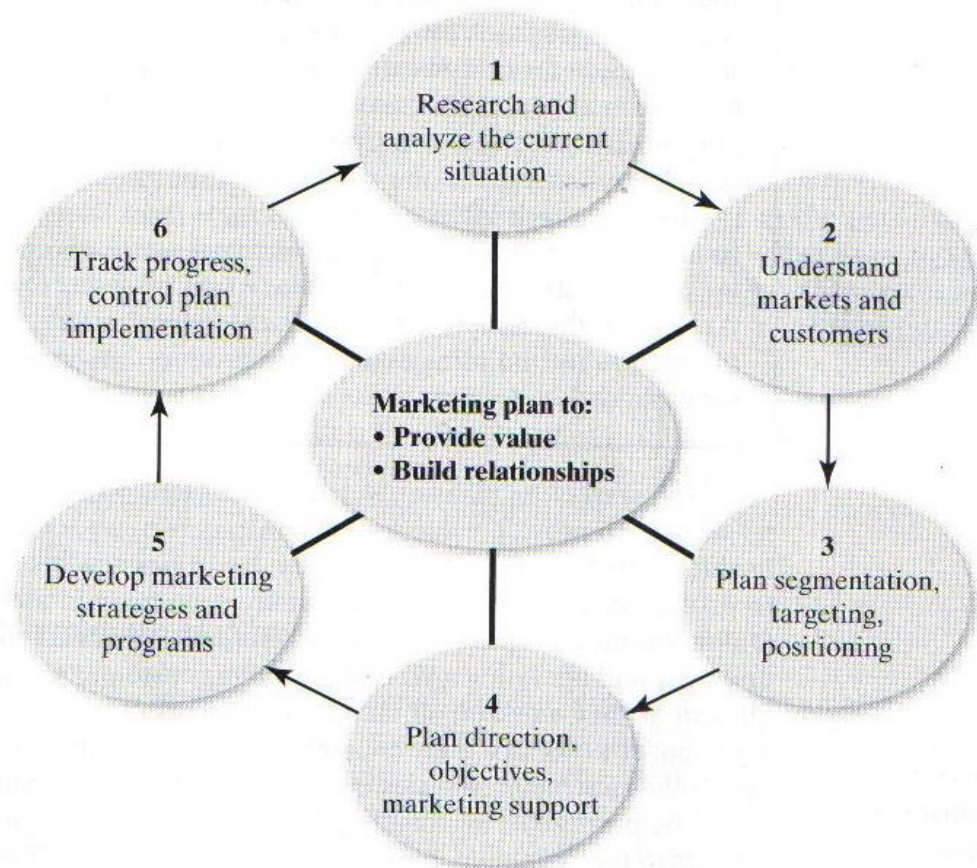 1
Research and
analyze the current
situation
2
Understand
markets and
customers
3
Plan segmentation,
targeting,
positioning
4
Plan direction,
objectives,
marketing support
5
Develop marketing
strategies and
programs
6
Track progress,
control plan
implementation
Marketing plan to:
• Provide value
• Build relationships